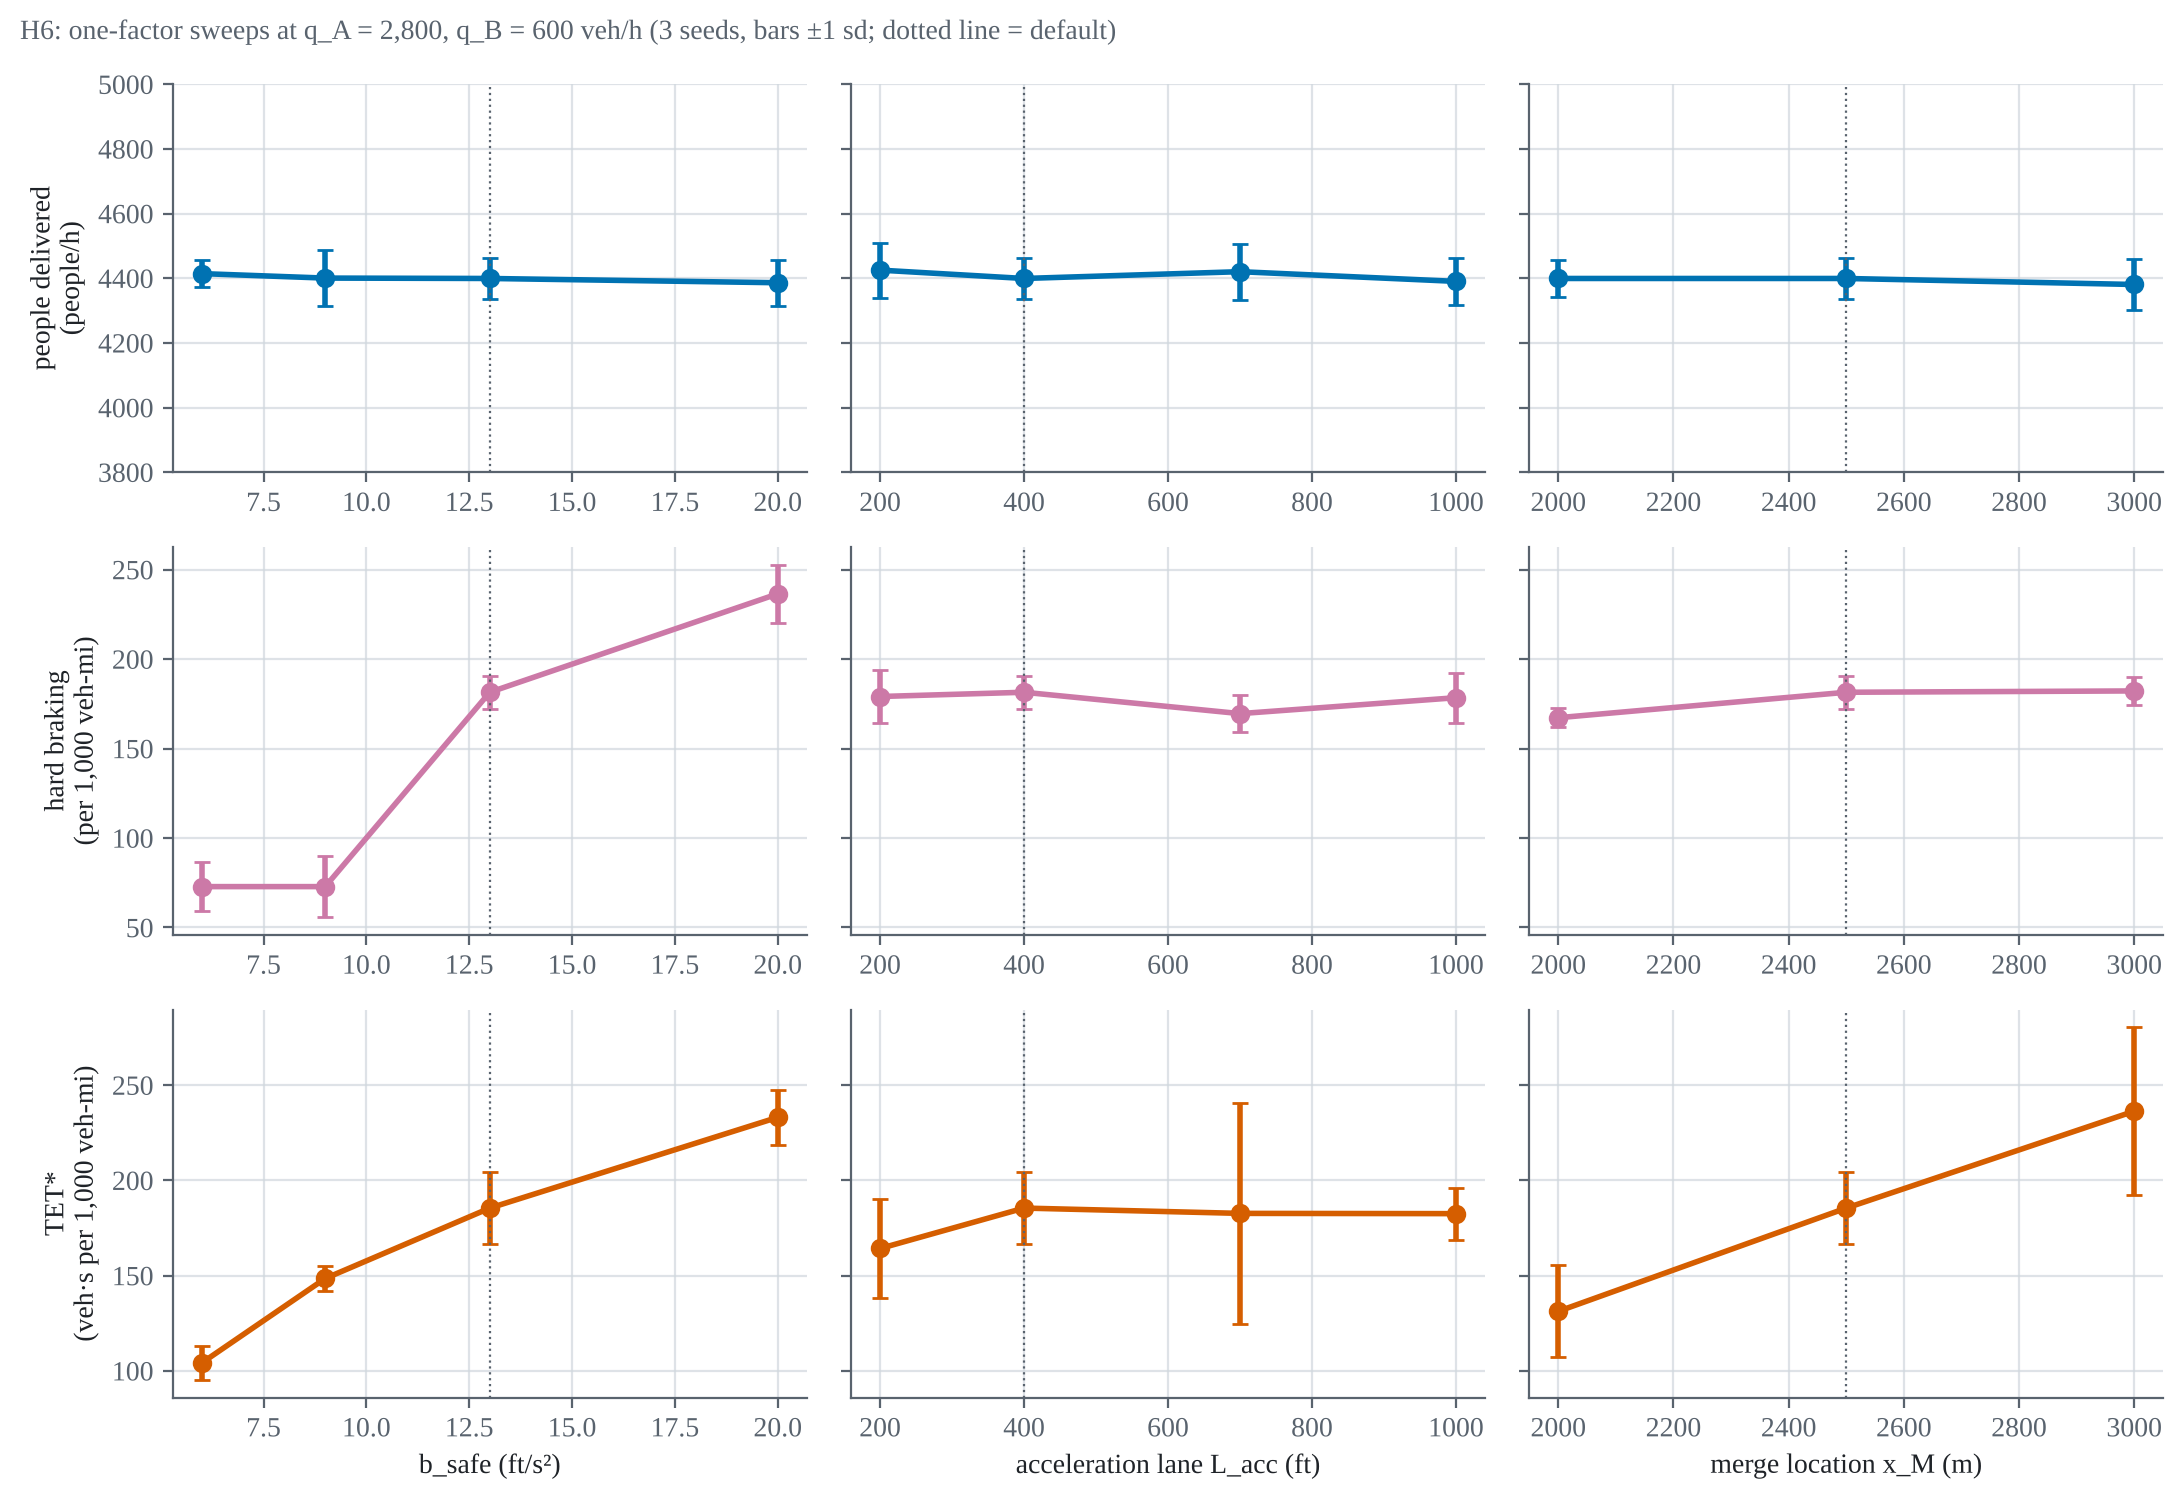 H6: one-factor sweeps at q_A = 2,800, q_B = 600 veh/h (3 seeds, bars ±1 sd; dotted line = default)
people delivered
(people/h)
5000
4800
4600
4400
4200
4000
3800
7.5 10.0 12.5 15.0 17.5 20.0
200 400 600 800 1000
2000 2200 2400 2600 2800 3000
hard braking
(per 1,000 veh-mi)
250
200
150
100
50
7.5 10.0 12.5 15.0 17.5 20.0
200 400 600 800 1000
2000 2200 2400 2600 2800 3000
TET*
(veh·s per 1,000 veh-mi)
250
200
150
100
7.5 10.0 12.5 15.0 17.5 20.0
200 400 600 800 1000
2000 2200 2400 2600 2800 3000
b_safe (ft/s²)
acceleration lane L_acc (ft)
merge location x_M (m)